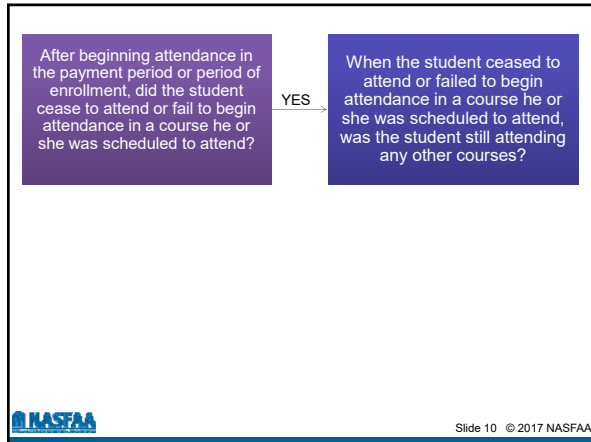 After beginning attendance in
the payment period or period of
enrollment, did the student
cease to attend or fail to begin
attendance in a course he or
she was scheduled to attend?
YES
When the student ceased to
attend or failed to begin
attendance in a course he or
she was scheduled to attend,
was the student still attending
any other courses?
NASFAA
Slide 10 © 2017 NASFAA